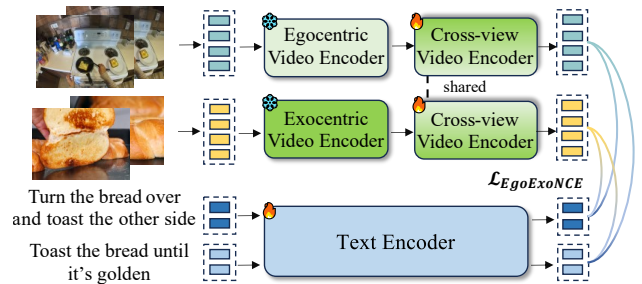 Egocentric
Video Encoder
Cross-view
Video Encoder
shared
Exocentric
Video Encoder
Cross-view
Video Encoder
ℒEgoExoNCE
Turn the bread over
and toast the other side
Text Encoder
Toast the bread until
it's golden